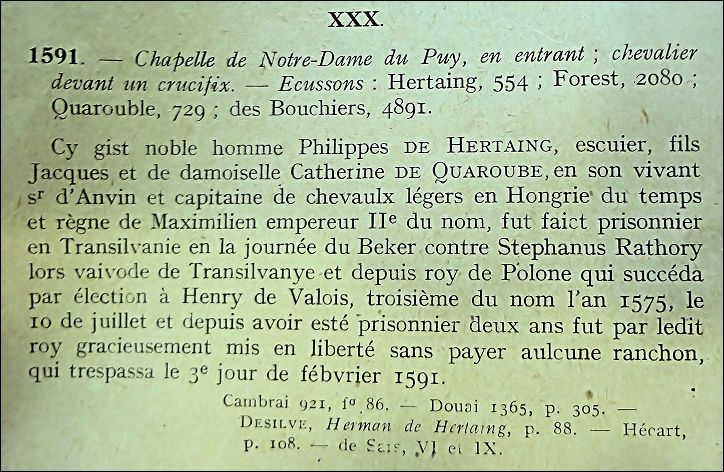 XXX.
1591. — Chapelle de Notre-Dame du Puy, en entrant ; chevalier
devant un crucifix. — Ecussons : Hertaing, 554 ; Forest, 2080 ;
Quarouble, 729 ; des Bouchiers, 4891.
Cy gist noble homme Philippes DE HERTAING, escuier, fils
Jacques et de damoiselle Catherine DE QUAROUBE, en son vivant
sr d'Anvin et capitaine de chevaulx légers en Hongrie du temps
et règne de Maximilien empereur IIe du nom, fut faict prisonnier
en Transilvanie en la journée du Beker contre Stephanus Rathory
lors vaivode de Transilvanye et depuis roy de Polone qui succéda
par élection à Henry de Valois, troisième du nom l'an 1575, le
10 de juillet et depuis avoir esté prisonnier deux ans fut par ledit
roy gracieusement mis en liberté sans payer aulcune ranchon,
qui trespassa le 3e jour de fébvrier 1591.
Cambrai 921, fo 86. — Douai 1365, p. 305. —
DESILVE, Herman de Hertaing, p. 88. — Hécart,
p. 108. — de Sars, VI et IX.